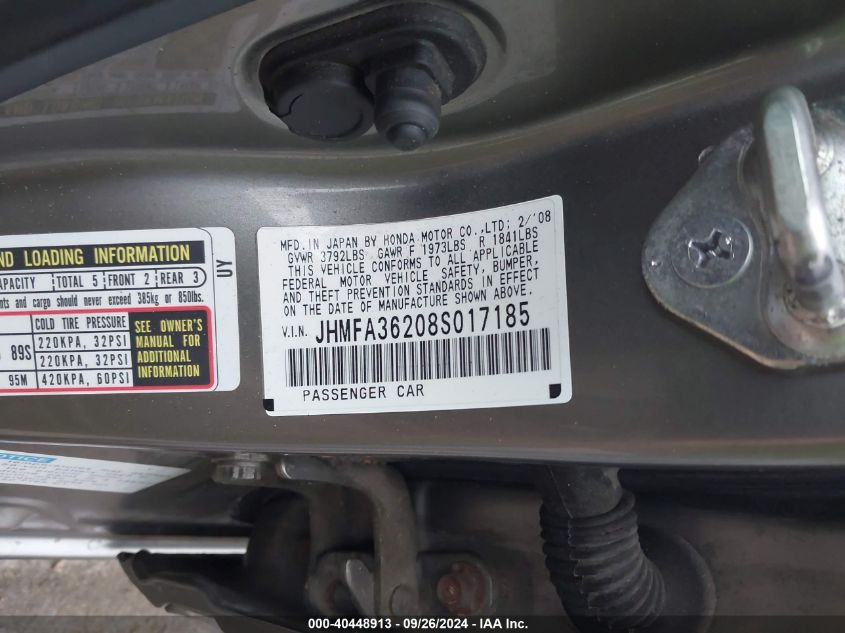 ND LOADING INFORMATION
APACITY TOTAL 5 FRONT 2 REAR 3
nts and cargo should never exceed 385kg or 850lbs.
COLD TIRE PRESSURE
89S 220KPA, 32PSI
220KPA, 32PSI
95M 420KPA, 60PSI
SEE OWNER'S
MANUAL FOR
ADDITIONAL
INFORMATION
UY
MFD.IN JAPAN BY HONDA MOTOR CO.,LTD; 2/'08
GVWR 3792LBS GAWR F 1973LBS R 1841LBS
THIS VEHICLE CONFORMS TO ALL APPLICABLE
FEDERAL MOTOR VEHICLE SAFETY, BUMPER,
AND THEFT PREVENTION STANDARDS IN EFFECT
ON THE DATE OF MANUFACTURE SHOWN ABOVE.
V.I.N. JHMFA36208S017185
PASSENGER CAR
OTICE
000-40448913 - 09/26/2024 - IAA Inc.